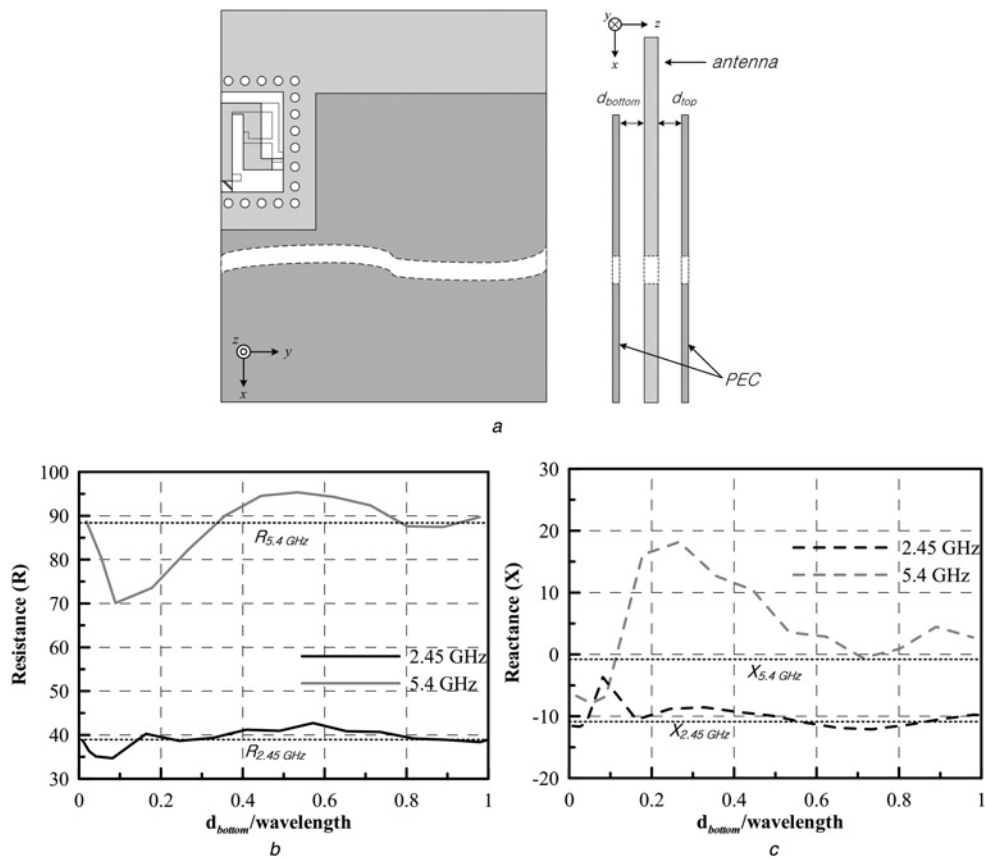 y
z
x
antenna
d_bottom
d_top
z
y
x
PEC
a
100
90
80
70
60
50
40
30
Resistance (R)
R_5.4 GHz
2.45 GHz
5.4 GHz
R_2.45 GHz
0
0.2
0.4
0.6
0.8
1
d_bottom/wavelength
b
30
20
10
0
-10
-20
Reactance (X)
2.45 GHz
5.4 GHz
X_5.4 GHz
X_2.45 GHz
0
0.2
0.4
0.6
0.8
1
d_bottom/wavelength
c